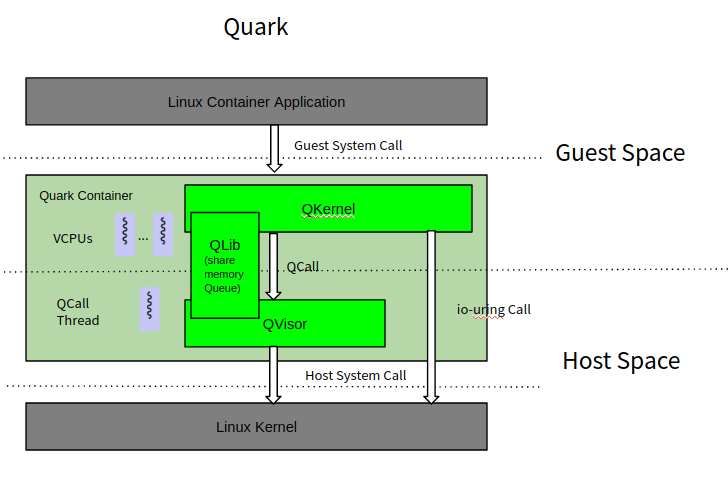 Quark
Linux Container Application
Guest System Call
Guest Space
Quark Container
QKernel
VCPUs
...
QLib
(share
memory
Queue)
QCall
QCall
Thread
QVisor
io-uring Call
Host Space
Host System Call
Linux Kernel